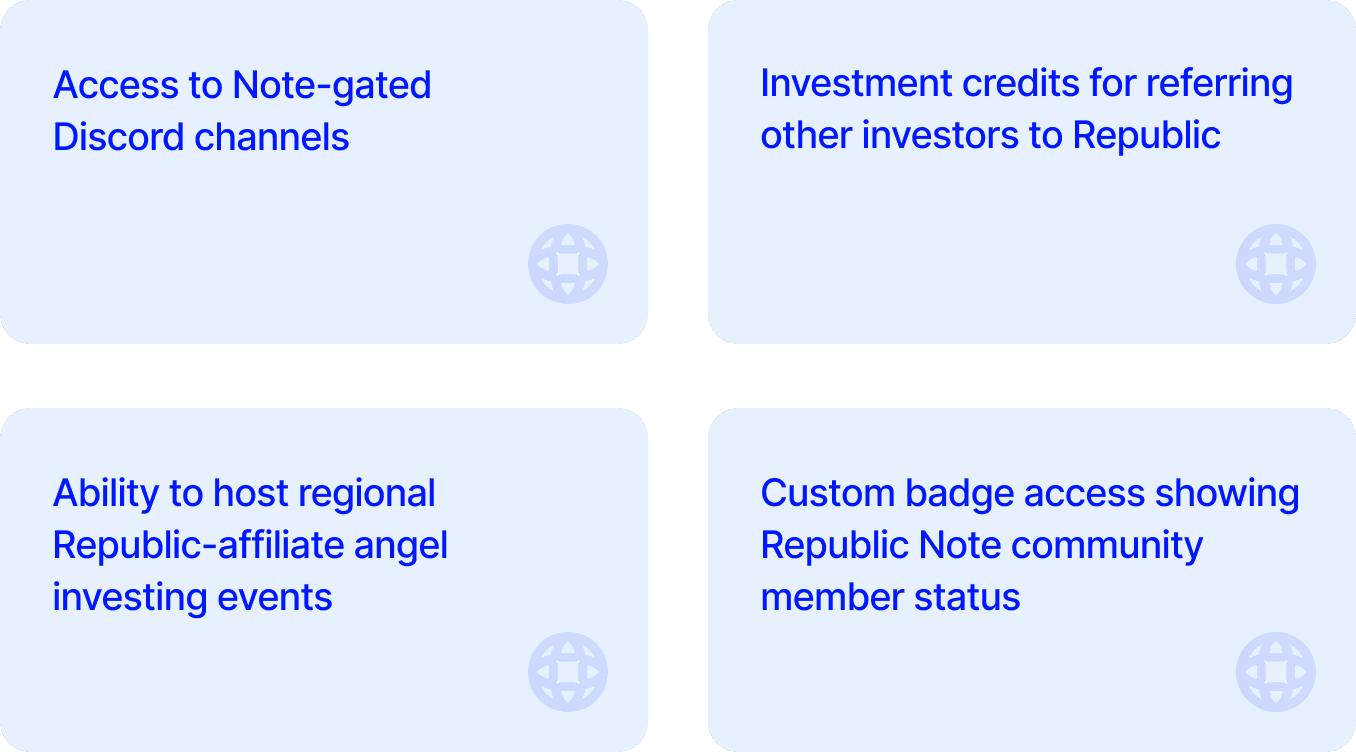 Access to Note-gated
Discord channels
Investment credits for referring
other investors to Republic
Ability to host regional
Republic-affiliate angel
investing events
Custom badge access showing
Republic Note community
member status